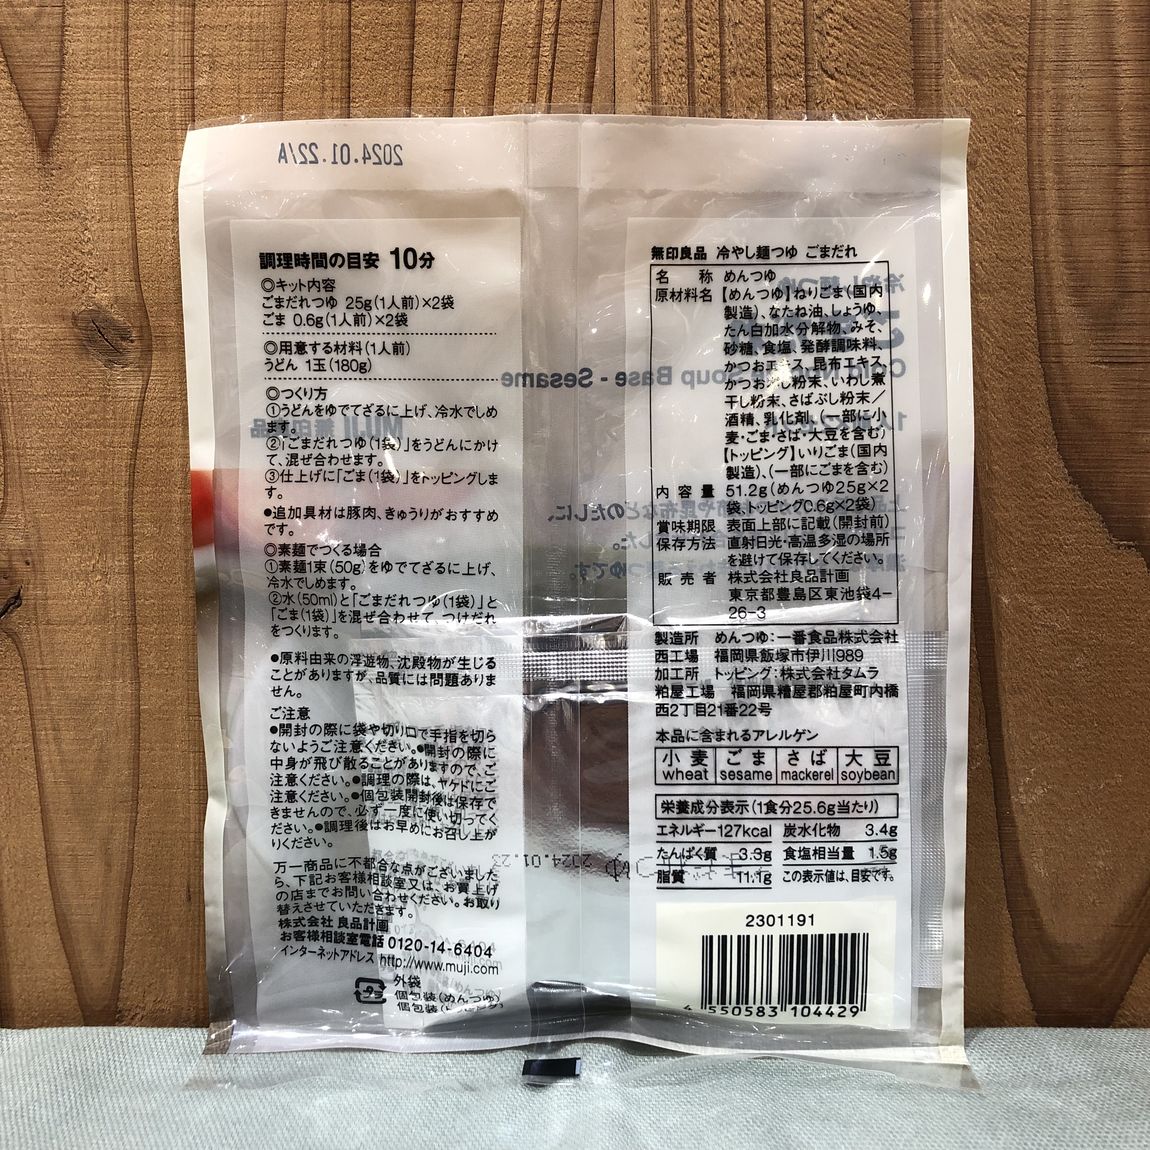 2024.01.22/A
調理時間の目安 10分
◎キット内容
ごまだれつゆ 25g(1人前)×2袋
ごま 0.6g(1人前)×2袋
◎用意する材料(1人前)
うどん 1玉(180g)
◎つくり方
①うどんをゆでてざるに上げ、冷水でしめ
ます。
②「ごまだれつゆ(1袋)」をうどんにかけ
て、混ぜ合わせます。
③仕上げに「ごま(1袋)」をトッピングしま
す。
●追加具材は豚肉、きゅうりがおすすめ
です。
◎素麺でつくる場合
①素麺1束(50g)をゆでてざるに上げ、
冷水でしめます。
②水(50ml)と「ごまだれつゆ(1袋)」と
「ごま(1袋)」を混ぜ合わせて、つけだれ
をつくります。
●原料由来の浮遊物、沈殿物が生じる
ことがありますが、品質には問題ありま
せん。
ご注意
●開封の際に袋や切り口で手指を切ら
ないようご注意ください。●開封の際に
中身が飛び散ることがありますので、ご
注意ください。●調理の際は、ヤケドにご
注意ください。●個包装開封後は保存で
きませんので、必ず一度に使い切ってく
ださい。●調理後はお早めにお召し上が
りください。
万一商品に不都合な点がございました
ら、下記お客様相談室又は、お買上げ
の店までお問い合わせください。お取り
替えさせていただきます。
株式会社 良品計画
お客様相談室電話 0120-14-6404
インターネットアドレス http://www.muji.com
プラ
外袋
個包装(めんつゆ)
個包装(トッピング)
無印良品 冷やし麺つゆ ごまだれ
名称 めんつゆ
原材料名 【めんつゆ】ねりごま(国内
製造)、なたね油、しょうゆ、
たん白加水分解物、みそ、
砂糖、食塩、発酵調味料、
かつおエキス、昆布エキス、
かつおぶし粉末、いわし煮
干し粉末、さばぶし粉末／
酒精、乳化剤、(一部に小
麦・ごま・さば・大豆を含む)
【トッピング】いりごま(国内
製造)、(一部にごまを含む)
内容量 51.2g(めんつゆ25g×2
袋、トッピング0.6g×2袋)
賞味期限 表面上部に記載(開封前)
保存方法 直射日光・高温多湿の場所
を避けて保存してください。
販売者 株式会社良品計画
東京都豊島区東池袋4-
26-3
製造所 めんつゆ:一番食品株式会社
西工場 福岡県飯塚市伊川989
加工所 トッピング:株式会社タムラ
粕屋工場 福岡県糟屋郡粕屋町内橋
西2丁目21番22号
本品に含まれるアレルゲン
小麦 ごま さば 大豆
wheat sesame mackerel soybean
栄養成分表示(1食分25.6g当たり)
エネルギー127kcal 炭水化物 3.4g
たんぱく質 3.3g 食塩相当量 1.5g
脂質 11.1g この表示値は、目安です。
2301191
4 550583 104429